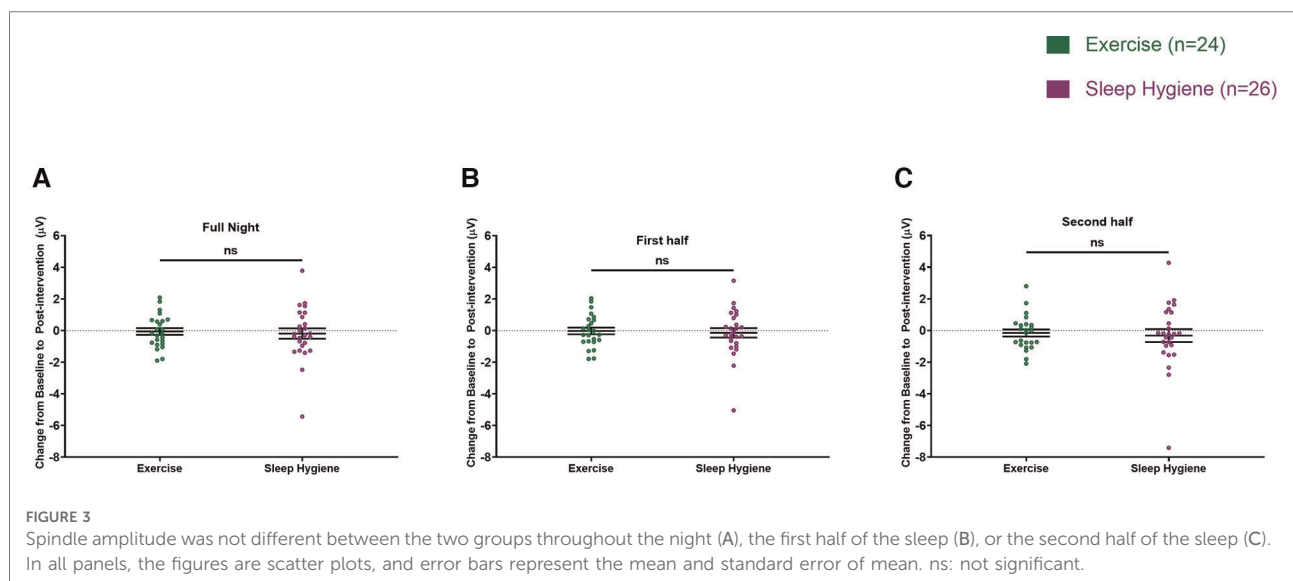 Exercise (n=24)
Sleep Hygiene (n=26)
A
Full Night
ns
Change from Baseline to Post-intervention (µV)
6
4
2
0
-2
-4
-6
-8
Exercise Sleep Hygiene
B
First half
ns
Change from Baseline to Post-intervention (µV)
6
4
2
0
-2
-4
-6
-8
Exercise Sleep Hygiene
C
Second half
ns
Change from Baseline to Post-intervention (µV)
6
4
2
0
-2
-4
-6
-8
Exercise Sleep Hygiene
FIGURE 3
Spindle amplitude was not different between the two groups throughout the night (A), the first half of the sleep (B), or the second half of the sleep (C).
In all panels, the figures are scatter plots, and error bars represent the mean and standard error of mean. ns: not significant.